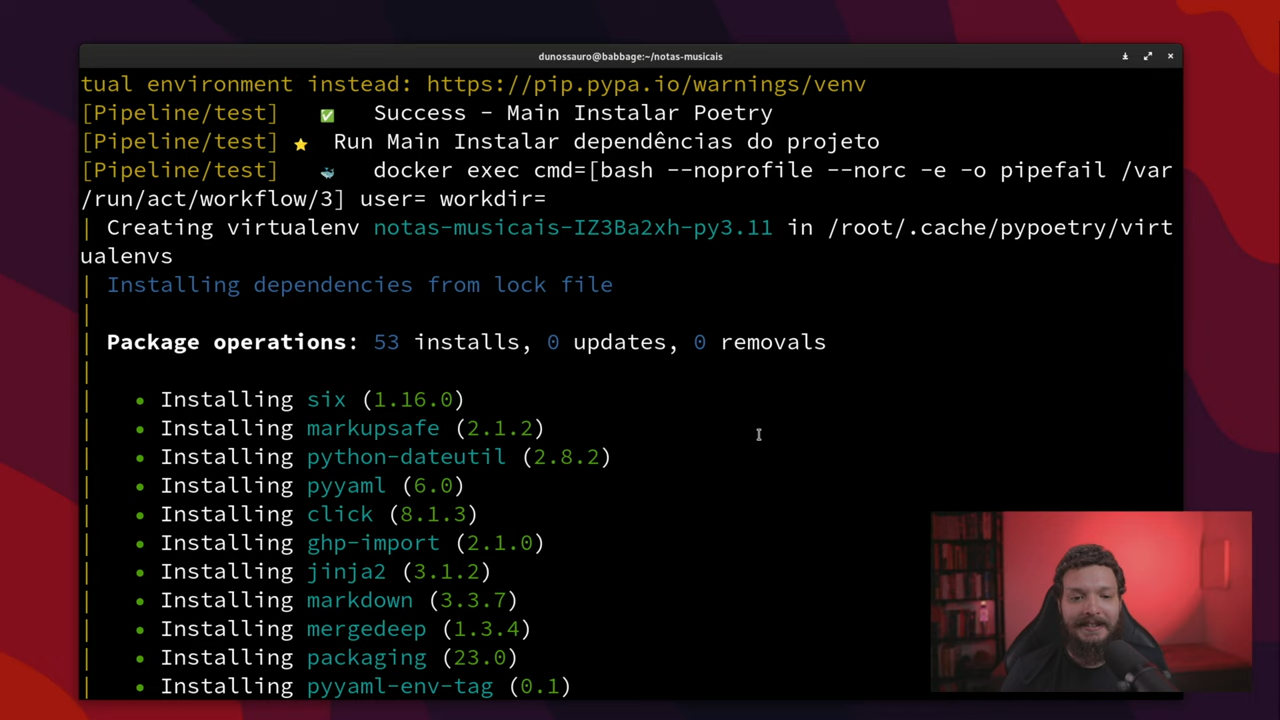 dunossauro@babbage:~/notas-musicais
tual environment instead: https://pip.pypa.io/warnings/venv
[Pipeline/test] ✅ Success - Main Instalar Poetry
[Pipeline/test] ⭐ Run Main Instalar dependências do projeto
[Pipeline/test] 🐳 docker exec cmd=[bash --noprofile --norc -e -o pipefail /var
/run/act/workflow/3] user= workdir=
| Creating virtualenv notas-musicais-IZ3Ba2xh-py3.11 in /root/.cache/pypoetry/virt
ualenvs
| Installing dependencies from lock file
|
| Package operations: 53 installs, 0 updates, 0 removals
|
| • Installing six (1.16.0)
| • Installing markupsafe (2.1.2)
| • Installing python-dateutil (2.8.2)
| • Installing pyyaml (6.0)
| • Installing click (8.1.3)
| • Installing ghp-import (2.1.0)
| • Installing jinja2 (3.1.2)
| • Installing markdown (3.3.7)
| • Installing mergedeep (1.3.4)
| • Installing packaging (23.0)
| • Installing pyyaml-env-tag (0.1)